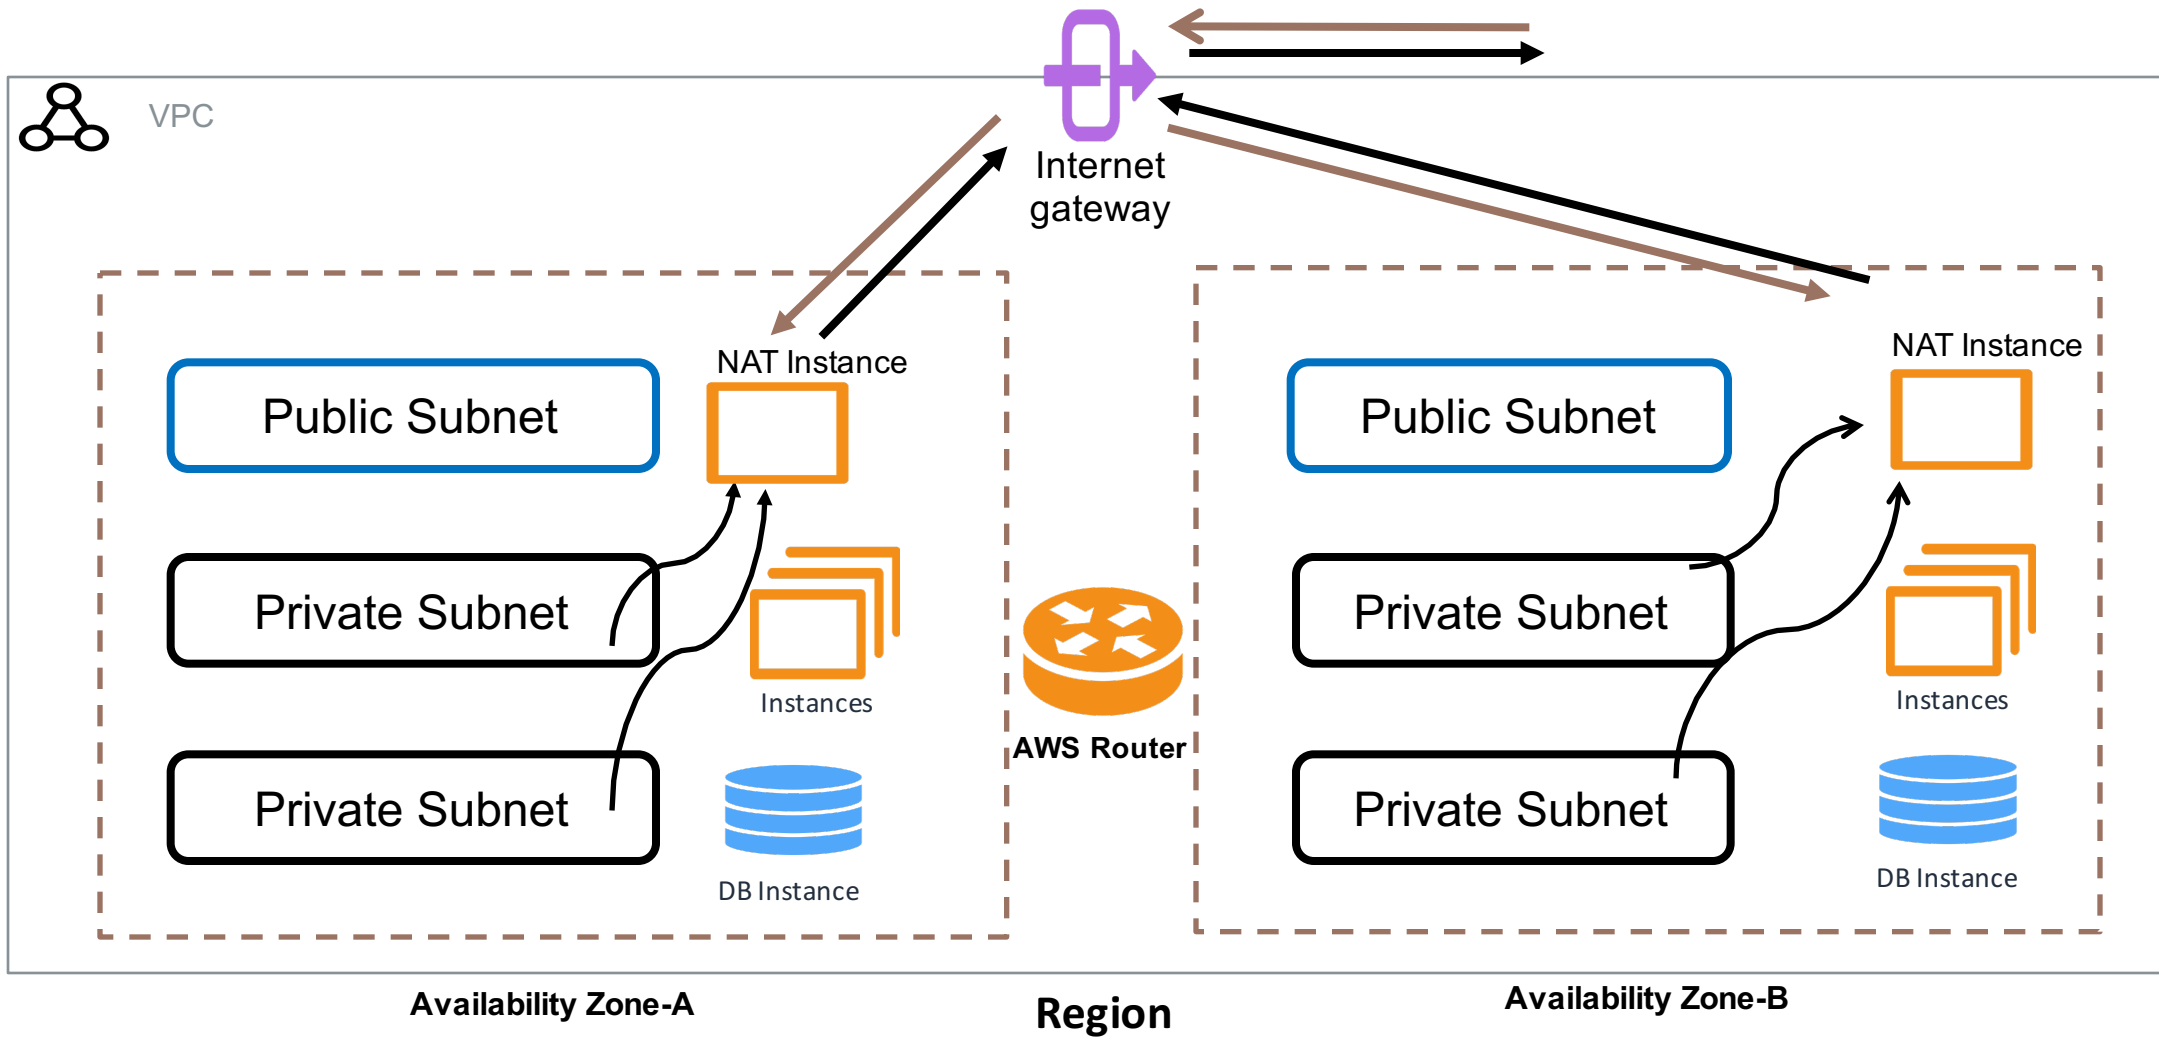 VPC
Internet
gateway
NAT Instance
Public Subnet
Private Subnet
Instances
Private Subnet
DB Instance
AWS Router
NAT Instance
Public Subnet
Private Subnet
Instances
Private Subnet
DB Instance
Availability Zone-A
Region
Availability Zone-B